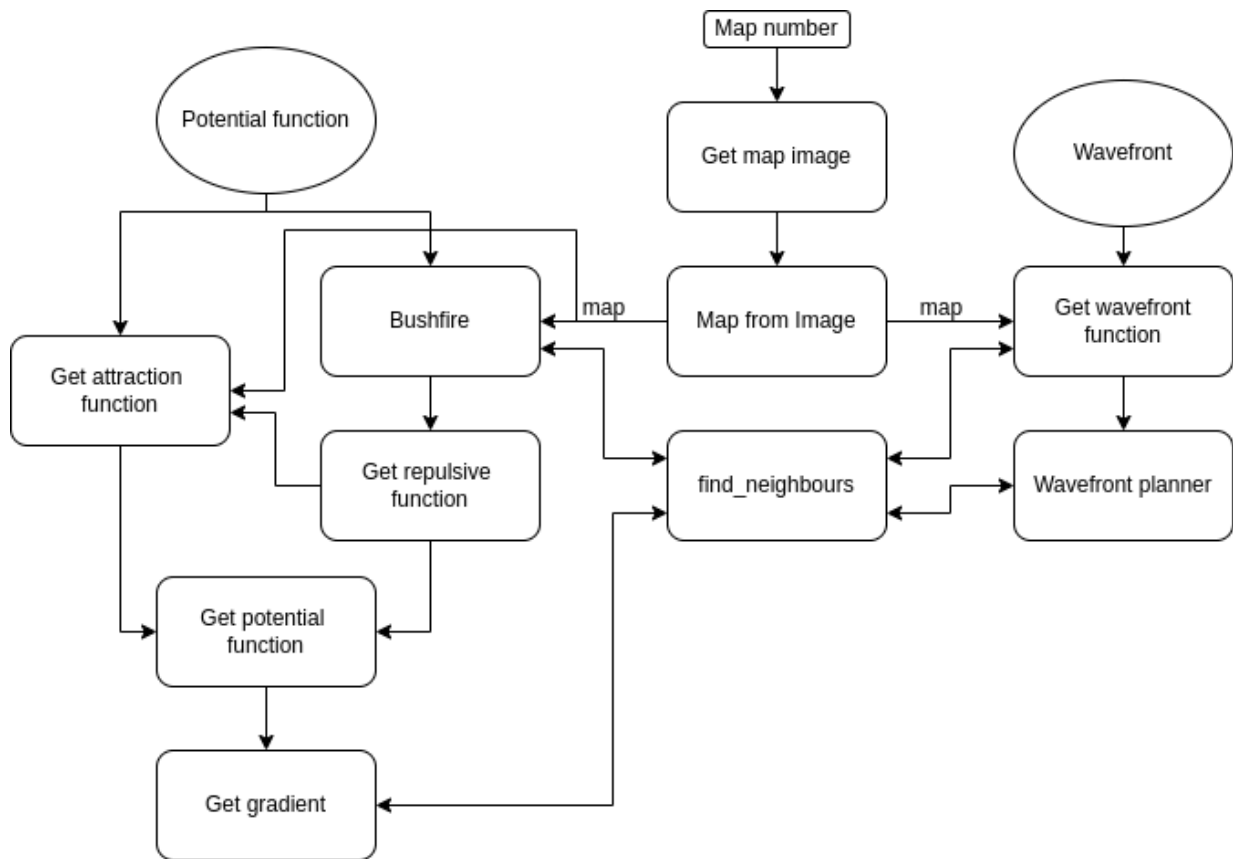 Map number
Potential function
Get map image
Wavefront
Bushfire
map
Map from Image
map
Get wavefront
function
Get attraction
function
Get repulsive
function
find_neighbours
Wavefront planner
Get potential
function
Get gradient